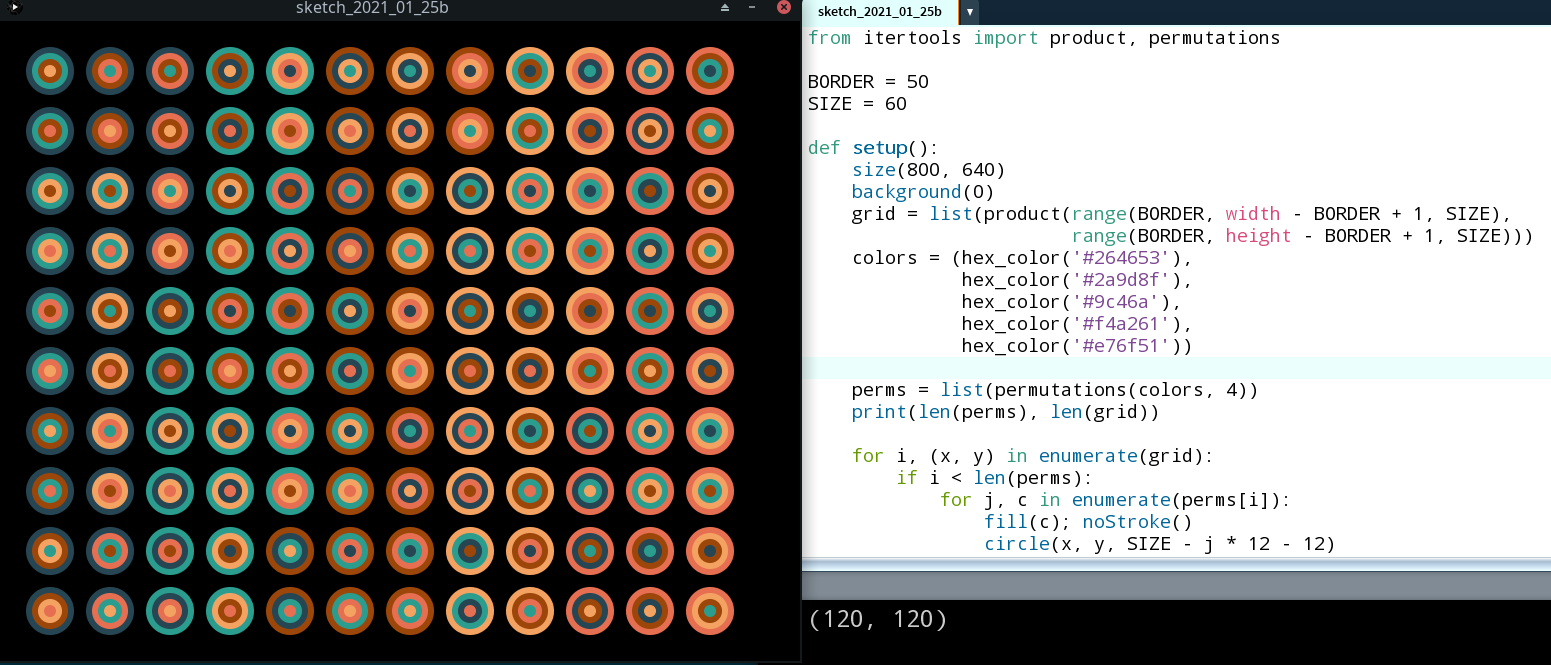 sketch_2021_01_25b
sketch_2021_01_25b
from itertools import product, permutations
BORDER = 50
SIZE = 60
def setup():
    size(800, 640)
    background(0)
    grid = list(product(range(BORDER, width - BORDER + 1, SIZE),
                        range(BORDER, height - BORDER + 1, SIZE)))
    colors = (hex_color('#264653'),
              hex_color('#2a9d8f'),
              hex_color('#9c46a'),
              hex_color('#f4a261'),
              hex_color('#e76f51'))
    perms = list(permutations(colors, 4))
    print(len(perms), len(grid))
    for i, (x, y) in enumerate(grid):
        if i < len(perms):
            for j, c in enumerate(perms[i]):
                fill(c); noStroke()
                circle(x, y, SIZE - j * 12 - 12)
(120, 120)